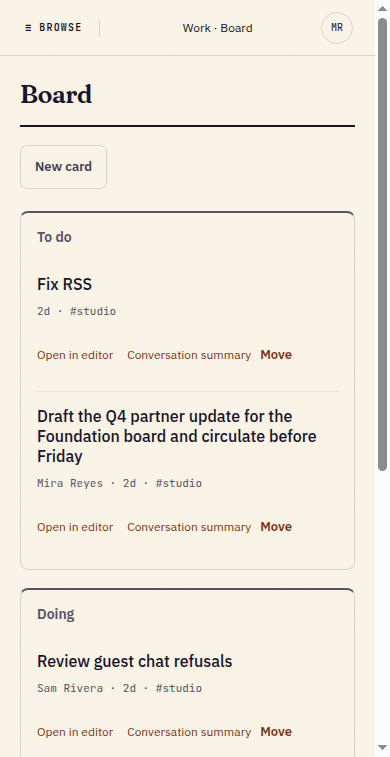 ≡ BROWSE
Work · Board
MR
Board
New card
To do
Fix RSS
2d · #studio
Open in editor Conversation summary Move
Draft the Q4 partner update for the
Foundation board and circulate before
Friday
Mira Reyes · 2d · #studio
Open in editor Conversation summary Move
Doing
Review guest chat refusals
Sam Rivera · 2d · #studio
Open in editor Conversation summary Move